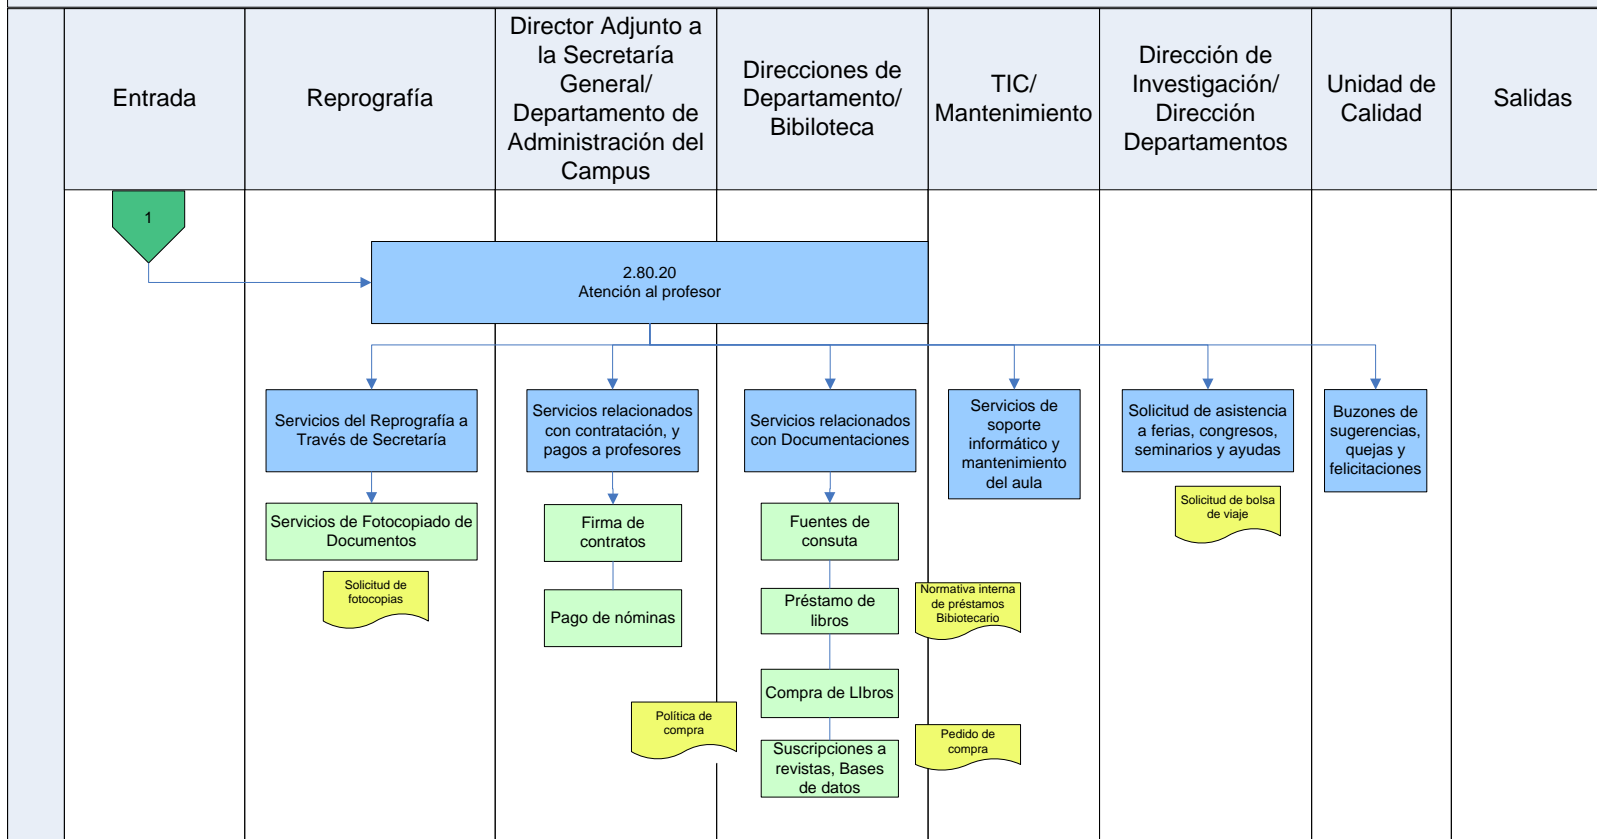 Entrada
Reprografía
Director Adjunto a
la Secretaría
General/
Departamento de
Administración del
Campus
Direcciones de
Departamento/
Bibiloteca
TIC/
Mantenimiento
Dirección de
Investigación/
Dirección
Departamentos
Unidad de
Calidad
Salidas
1
2.80.20
Atención al profesor
Servicios del Reprografía a
Través de Secretaría
Servicios relacionados
con contratación, y
pagos a profesores
Servicios relacionados
con Documentaciones
Servicios de
soporte
informático y
mantenimiento
del aula
Solicitud de asistencia
a ferias, congresos,
seminarios y ayudas
Buzones de
sugerencias,
quejas y
felicitaciones
Servicios de Fotocopiado de
Documentos
Firma de
contratos
Fuentes de
consuta
Solicitud de bolsa
de viaje
Solicitud de
fotocopias
Pago de nóminas
Préstamo de
libros
Normativa interna
de préstamos
Bibiotecario
Compra de LIbros
Política de
compra
Suscripciones a
revistas, Bases
de datos
Pedido de
compra